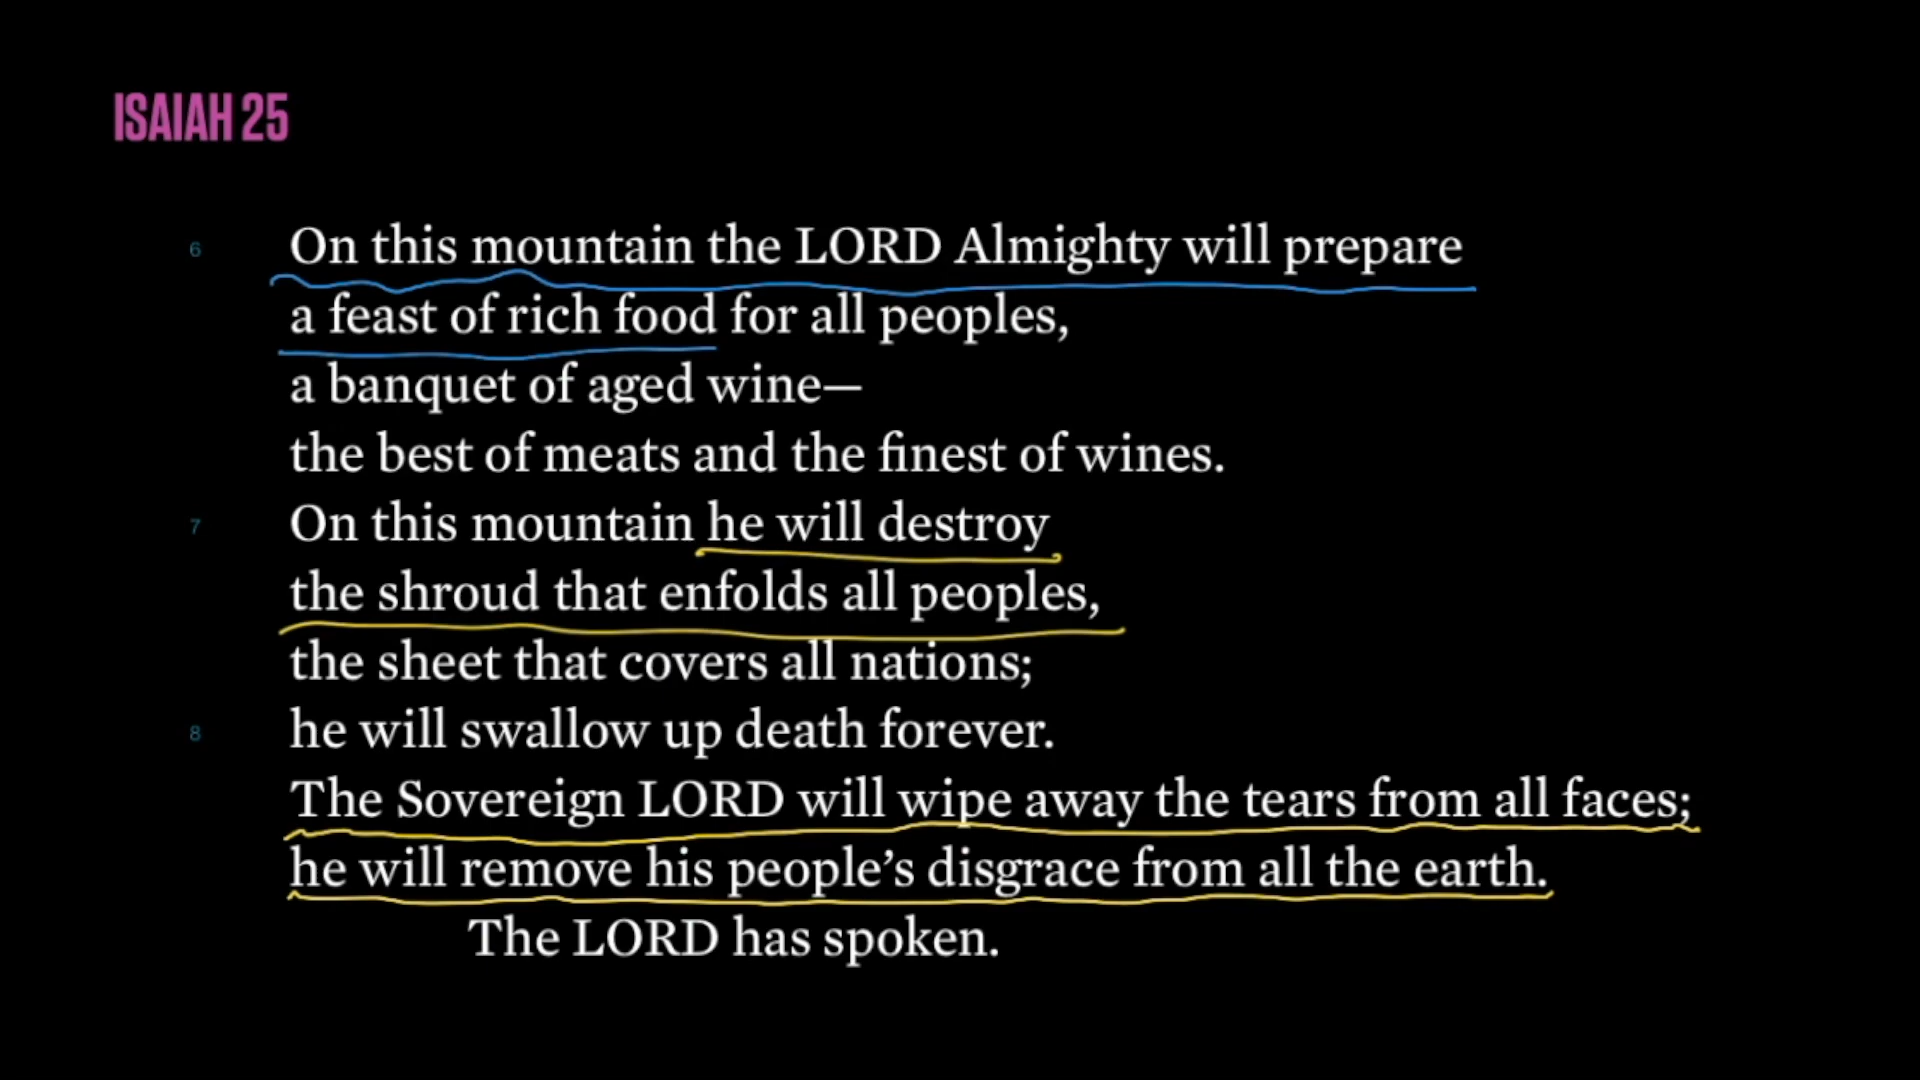 ISAIAH 25
6 On this mountain the LORD Almighty will prepare
a feast of rich food for all peoples,
a banquet of aged wine—
the best of meats and the finest of wines.
7 On this mountain he will destroy
the shroud that enfolds all peoples,
the sheet that covers all nations;
8 he will swallow up death forever.
The Sovereign LORD will wipe away the tears from all faces;
he will remove his people’s disgrace from all the earth.
The LORD has spoken.